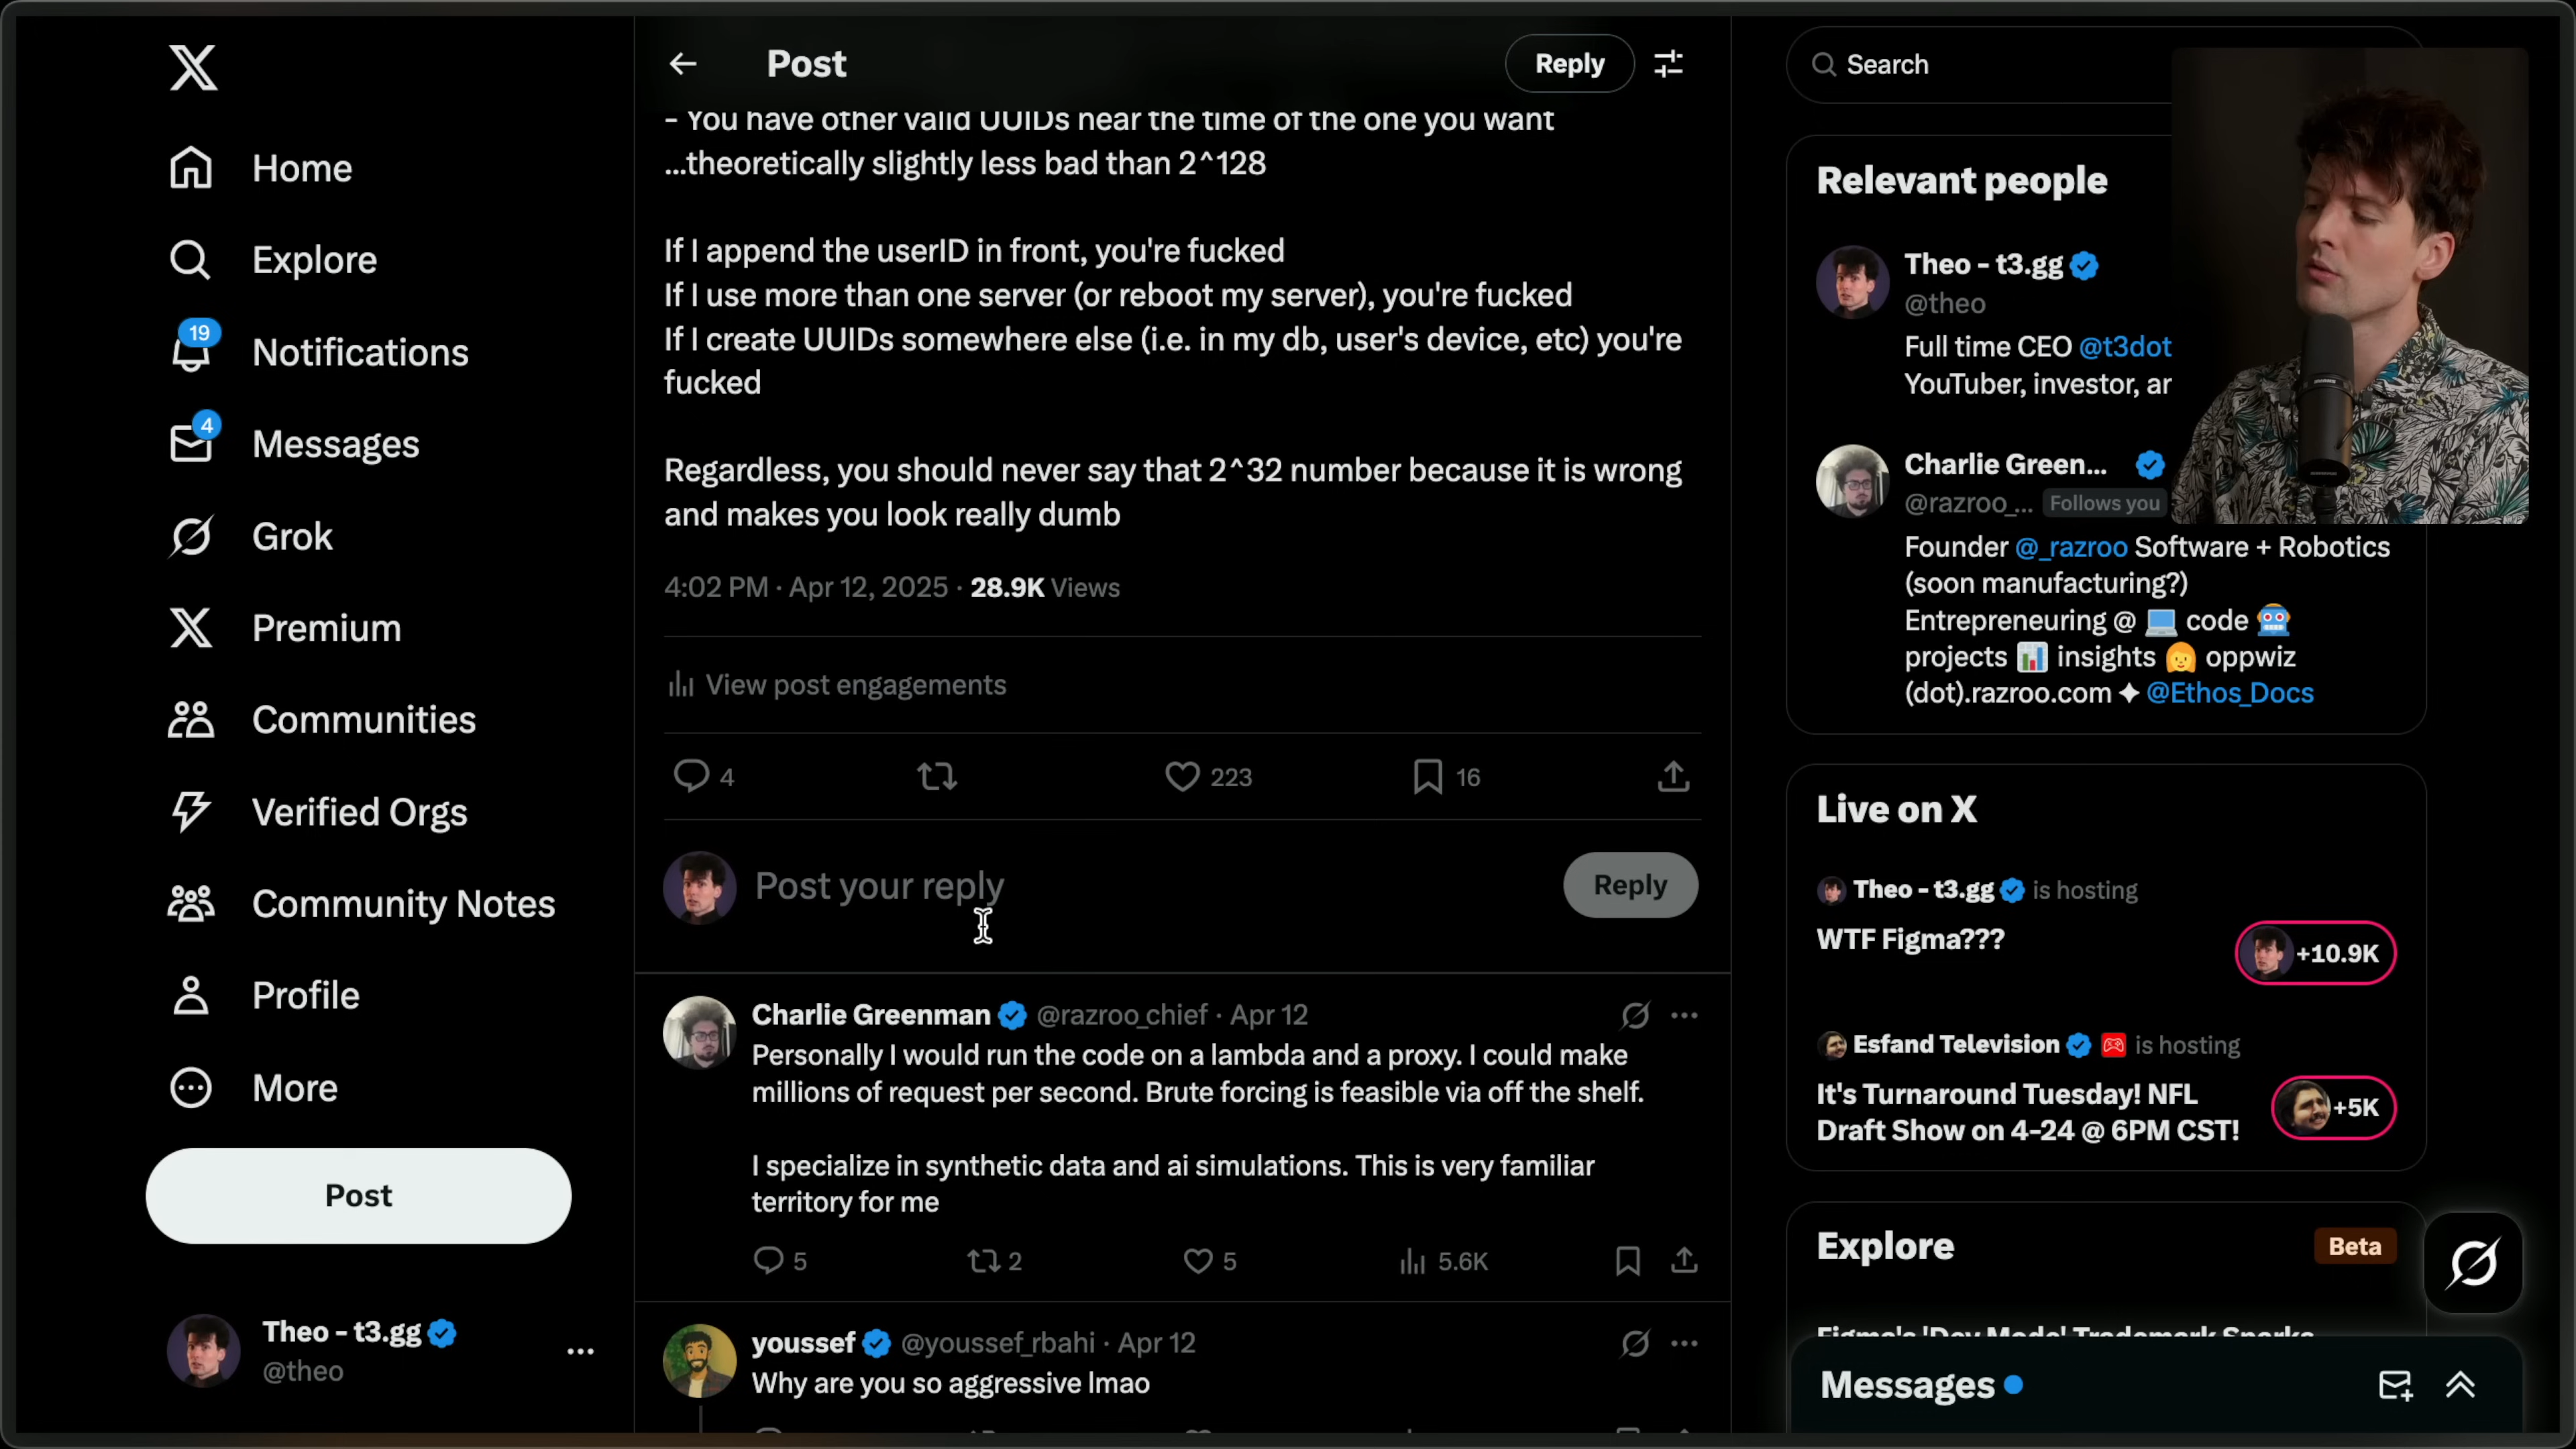 Home
Explore
19
Notifications
4
Messages
Grok
Premium
Communities
Verified Orgs
Community Notes
Profile
More
Post
Theo - t3.gg
@theo
Post
Reply
- You have other valid UUIDs near the time of the one you want
...theoretically slightly less bad than 2^128
If I append the userID in front, you're fucked
If I use more than one server (or reboot my server), you're fucked
If I create UUIDs somewhere else (i.e. in my db, user's device, etc) you're
fucked
Regardless, you should never say that 2^32 number because it is wrong
and makes you look really dumb
4:02 PM · Apr 12, 2025 · 28.9K Views
View post engagements
4
223
16
Post your reply
Reply
Charlie Greenman @razroo_chief · Apr 12
Personally I would run the code on a lambda and a proxy. I could make
millions of request per second. Brute forcing is feasible via off the shelf.
I specialize in synthetic data and ai simulations. This is very familiar
territory for me
5
2
5
5.6K
youssef @youssef_rbahi · Apr 12
Why are you so aggressive lmao
Search
Relevant people
Theo - t3.gg
@theo
Full time CEO @t3dot
YouTuber, investor, ar
Charlie Green...
@razroo_... Follows you
Founder @_razroo Software + Robotics
(soon manufacturing?)
Entrepreneuring @ 💻 code 🤖
projects 📊 insights 👩 oppwiz
(dot).razroo.com ✦ @Ethos_Docs
Live on X
Theo - t3.gg is hosting
WTF Figma???
+10.9K
Esfand Television is hosting
It's Turnaround Tuesday! NFL
Draft Show on 4-24 @ 6PM CST!
+5K
Explore
Beta
Figma's 'Dev Mode' Trademark Sparks
Messages